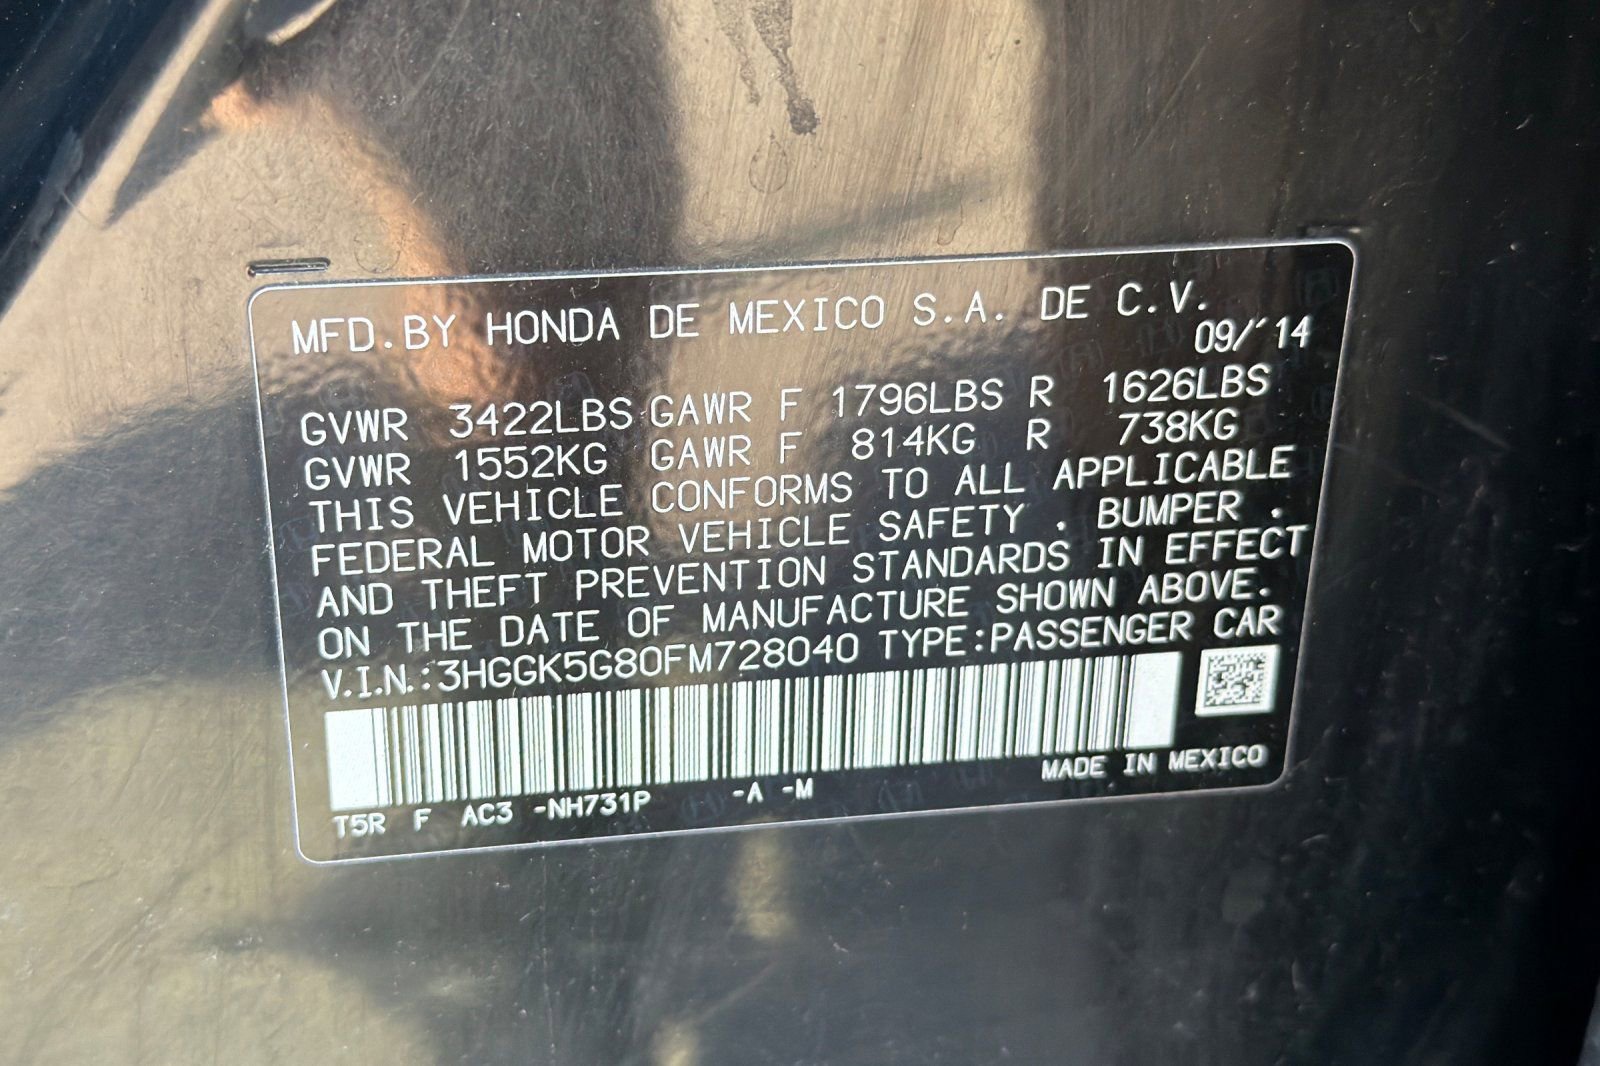 MFD.BY HONDA DE MEXICO S.A. DE C.V.
09/'14
GVWR 3422LBS GAWR F 1796LBS R 1626LBS
GVWR 1552KG GAWR F 814KG R 738KG
THIS VEHICLE CONFORMS TO ALL APPLICABLE
FEDERAL MOTOR VEHICLE SAFETY . BUMPER .
AND THEFT PREVENTION STANDARDS IN EFFECT
ON THE DATE OF MANUFACTURE SHOWN ABOVE.
V.I.N.:3HGGK5G80FM728040 TYPE:PASSENGER CAR
MADE IN MEXICO
T5R F AC3 -NH731P -A -M